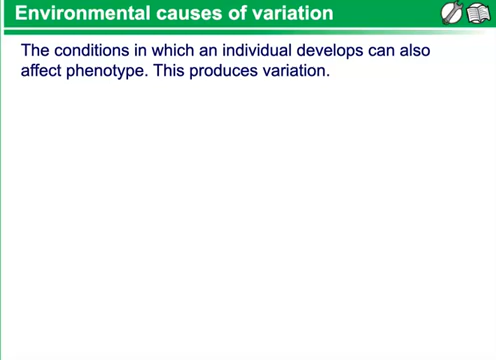 Environmental causes of variation
The conditions in which an individual develops can also
affect phenotype. This produces variation.